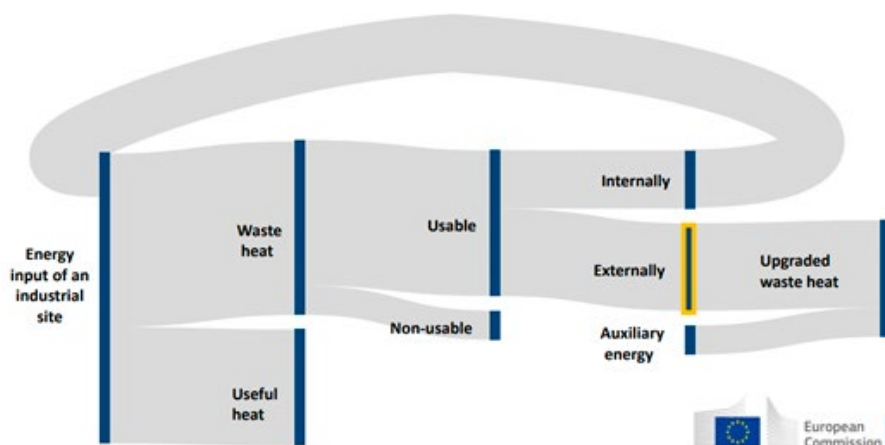 Energy
input of an
industrial
site
Waste
heat
Useful
heat
Usable
Non-usable
Internally
Externally
Auxiliary
energy
Upgraded
waste heat
European
Commission